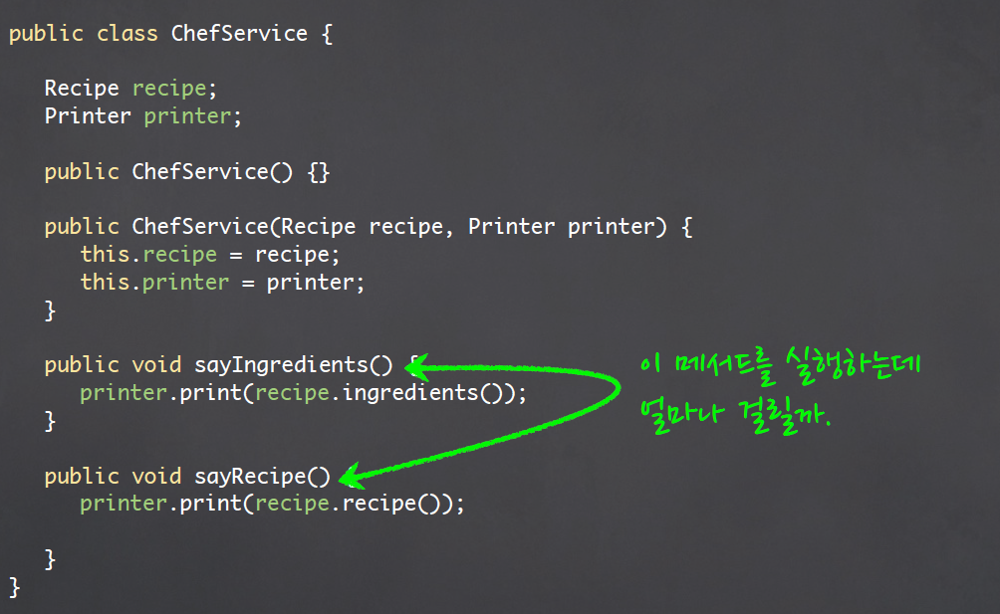 public class ChefService {
Recipe recipe;
Printer printer;
public ChefService() {}
public ChefService(Recipe recipe, Printer printer) {
this.recipe = recipe;
this.printer = printer;
}
public void sayIngredients() {
printer.print(recipe.ingredients());
}
public void sayRecipe() {
printer.print(recipe.recipe());
}
}
이 메서드를 실행하는데
얼마나 걸릴까.